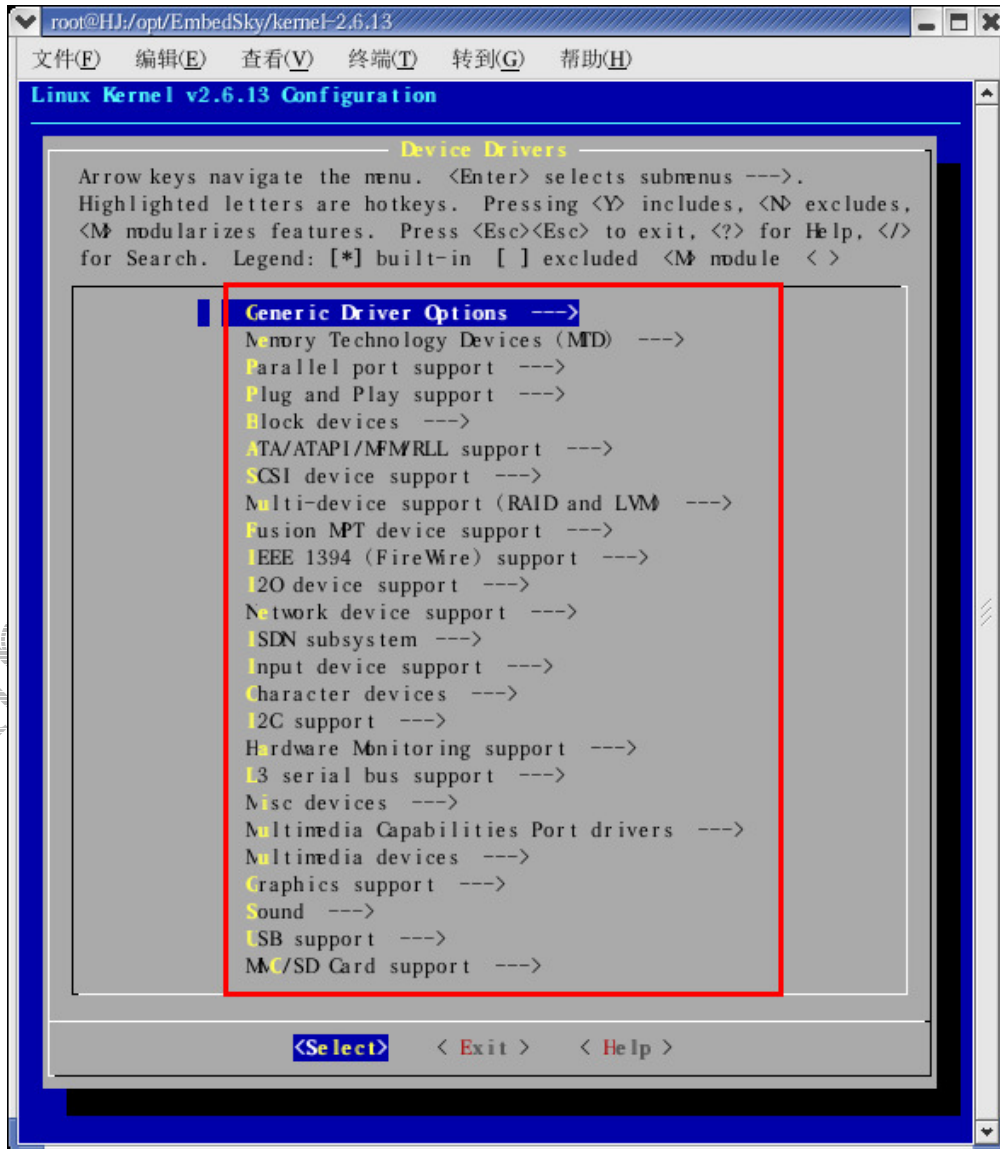 root@HJ:/opt/EmbedSky/kernel-2.6.13
文件(F) 编辑(E) 查看(V) 终端(T) 转到(G) 帮助(H)
Linux Kernel v2.6.13 Configuration
Device Drivers
Arrow keys navigate the menu. <Enter> selects submenus --->.
Highlighted letters are hotkeys. Pressing <Y> includes, <N> excludes,
<M> modularizes features. Press <Esc><Esc> to exit, <?> for Help, </>
for Search. Legend: [*] built-in [ ] excluded <M> module < >
Generic Driver Options --->
Memory Technology Devices (MTD) --->
Parallel port support --->
Plug and Play support --->
Block devices --->
ATA/ATAPI/MFM/RLL support --->
SCSI device support --->
Multi-device support (RAID and LVM) --->
Fusion MPT device support --->
IEEE 1394 (FireWire) support --->
I2O device support --->
Network device support --->
ISDN subsystem --->
Input device support --->
Character devices --->
I2C support --->
Hardware Monitoring support --->
L3 serial bus support --->
Misc devices --->
Multimedia Capabilities Port drivers --->
Multimedia devices --->
Graphics support --->
Sound --->
USB support --->
MMC/SD Card support --->
<Select> < Exit > < Help >